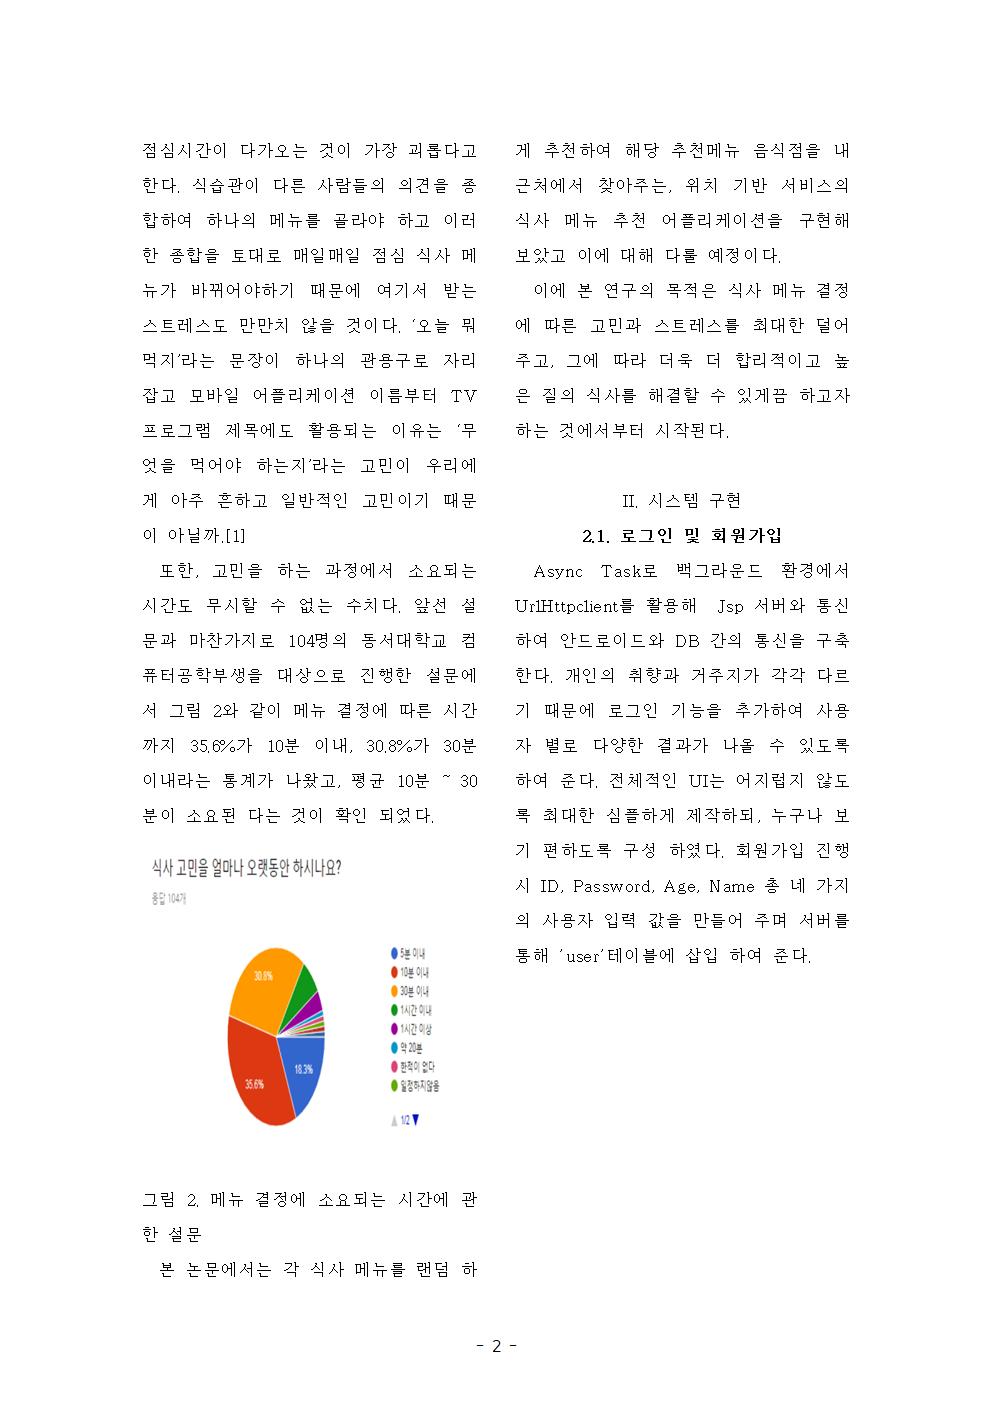 점심시간이 다가오는 것이 가장 괴롭다고
한다. 식습관이 다른 사람들의 의견을 종
합하여 하나의 메뉴를 골라야 하고 이러
한 종합을 토대로 매일매일 점심 식사 메
뉴가 바뀌어야하기 때문에 여기서 받는
스트레스도 만만치 않을 것이다. ‘오늘 뭐
먹지’라는 문장이 하나의 관용구로 자리
잡고 모바일 어플리케이션 이름부터 TV
프로그램 제목에도 활용되는 이유는 ‘무
엇을 먹어야 하는지’라는 고민이 우리에
게 아주 흔하고 일반적인 고민이기 때문
이 아닐까.[1]
또한, 고민을 하는 과정에서 소요되는
시간도 무시할 수 없는 수치다. 앞선 설
문과 마찬가지로 104명의 동서대학교 컴
퓨터공학부생을 대상으로 진행한 설문에
서 그림 2와 같이 메뉴 결정에 따른 시간
까지 35.6%가 10분 이내, 30.8%가 30분
이내라는 통계가 나왔고, 평균 10분 ~ 30
분이 소요된 다는 것이 확인 되었다.
식사 고민을 얼마나 오랫동안 하시나요?
응답 104개
30.8%
35.6%
18.3%
5분 이내
10분 이내
30분 이내
1시간 이내
1시간 이상
약 20분
한적이 없다
일정하지않음
1/2
그림 2. 메뉴 결정에 소요되는 시간에 관
한 설문
본 논문에서는 각 식사 메뉴를 랜덤 하
게 추천하여 해당 추천메뉴 음식점을 내
근처에서 찾아주는, 위치 기반 서비스의
식사 메뉴 추천 어플리케이션을 구현해
보았고 이에 대해 다룰 예정이다.
이에 본 연구의 목적은 식사 메뉴 결정
에 따른 고민과 스트레스를 최대한 덜어
주고, 그에 따라 더욱 더 합리적이고 높
은 질의 식사를 해결할 수 있게끔 하고자
하는 것에서부터 시작된다.
II. 시스템 구현
2.1. 로그인 및 회원가입
Async Task로 백그라운드 환경에서
UrlHttpclient를 활용해 Jsp 서버와 통신
하여 안드로이드와 DB 간의 통신을 구축
한다. 개인의 취향과 거주지가 각각 다르
기 때문에 로그인 기능을 추가하여 사용
자 별로 다양한 결과가 나올 수 있도록
하여 준다. 전체적인 UI는 어지럽지 않도
록 최대한 심플하게 제작하되, 누구나 보
기 편하도록 구성 하였다. 회원가입 진행
시 ID, Password, Age, Name 총 네 가지
의 사용자 입력 값을 만들어 주며 서버를
통해 ‘user’테이블에 삽입 하여 준다.
- 2 -